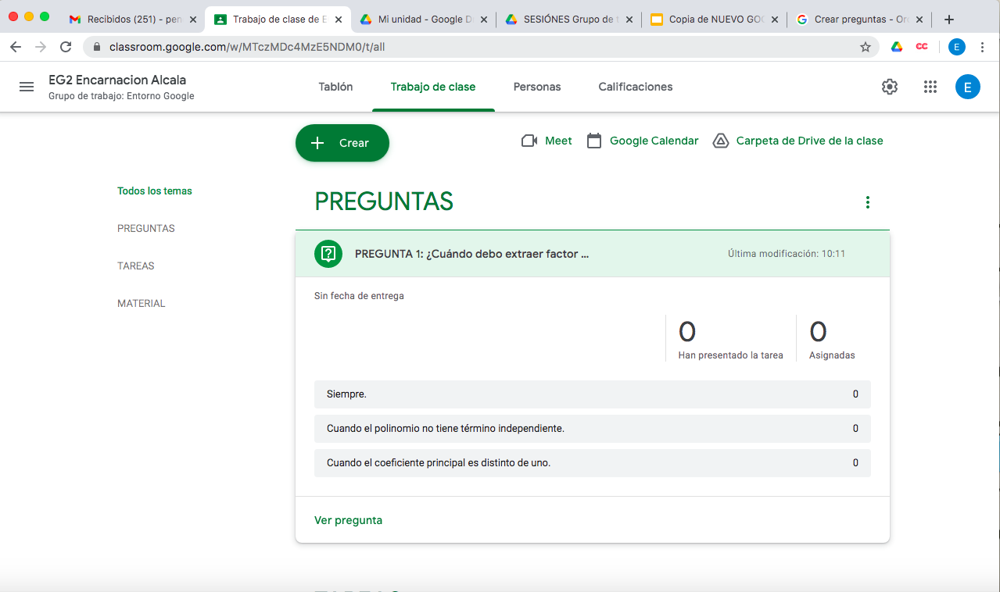 Recibidos (251) - pen
Trabajo de clase de E
Mi unidad - Google D
SESIÓNES Grupo de t
Copia de NUEVO GOO
Crear preguntas - Or
classroom.google.com/w/MTczMDc4MzE5NDM0/t/all
CC
E
EG2 Encarnacion Alcala
Grupo de trabajo: Entorno Google
Tablón
Trabajo de clase
Personas
Calificaciones
E
Crear
Meet
Google Calendar
Carpeta de Drive de la clase
Todos los temas
PREGUNTAS
TAREAS
MATERIAL
PREGUNTAS
PREGUNTA 1: ¿Cuándo debo extraer factor ...
Última modificación: 10:11
Sin fecha de entrega
0
Han presentado la tarea
0
Asignadas
Siempre. 0
Cuando el polinomio no tiene término independiente. 0
Cuando el coeficiente principal es distinto de uno. 0
Ver pregunta